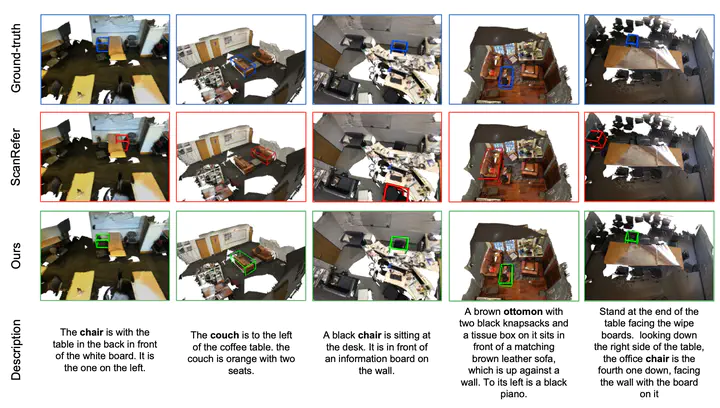 Ground-truth
ScanRefer
Ours
Description
The chair is with the
table in the back in front
of the white board. It is
the one on the left.
The couch is to the left
of the coffee table. the
couch is orange with two
seats.
A black chair is sitting at
the desk. It is in front of
an information board on
the wall.
A brown ottomon with
two black knapsacks and
a tissue box on it sits in
front of a matching
brown leather sofa,
which is up against a
wall. To its left is a black
piano.
Stand at the end of the
table facing the wipe
boards. looking down
the right side of the table,
the office chair is the
fourth one down, facing
the wall with the board
on it